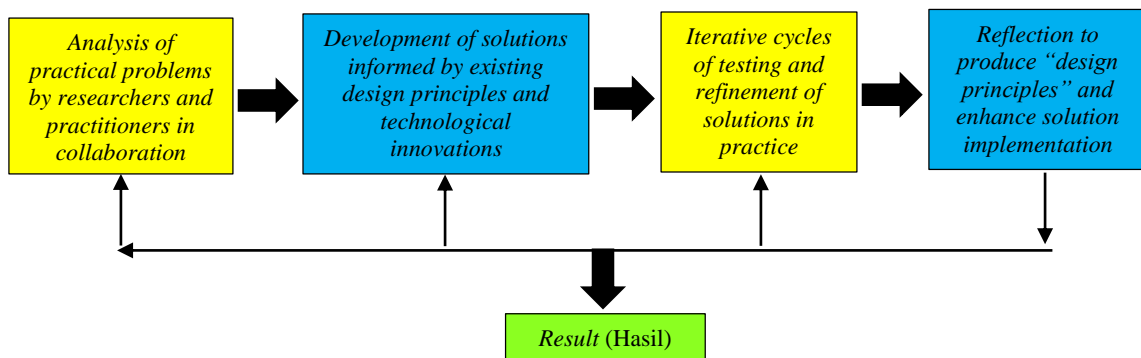 Analysis of
practical problems
by researchers and
practitioners in
collaboration
Development of solutions
informed by existing
design principles and
technological
innovations
Iterative cycles
of testing and
refinement of
solutions in
practice
Reflection to
produce “design
principles” and
enhance solution
implementation
Result (Hasil)